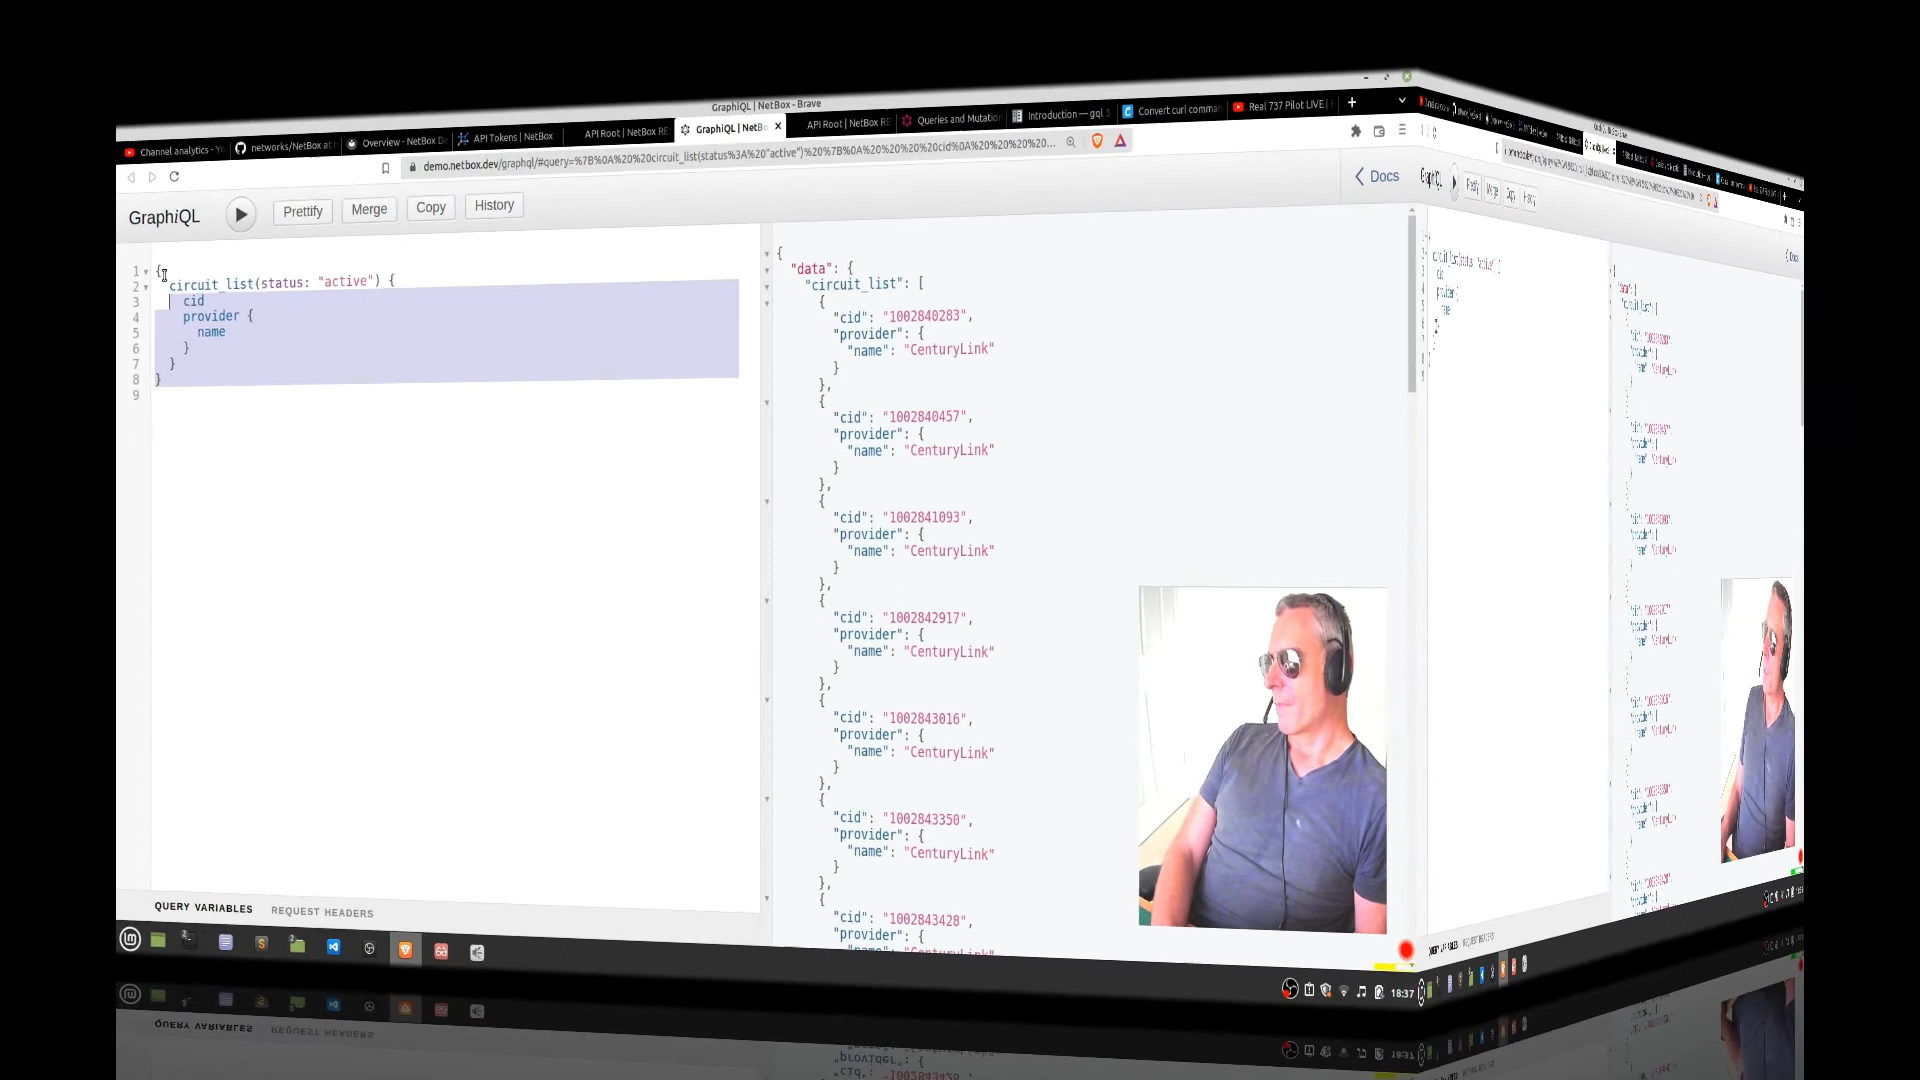 GraphiQL | NetBox - Brave
Channel analytics - Yo
networks/NetBox at
Overview - NetBox Do
API Tokens | NetBox
API Root | NetBox RE
GraphiQL | NetBo
API Root | NetBox RE
Queries and Mutation
Introduction — gql 3
Convert curl comman
Real 737 Pilot LIVE |
demo.netbox.dev/graphql/#query=%7B%0A%20%20circuit_list(status%3A%20"active")%20%7B%0A%20%20%20%20cid%0A%20%20%20%20...
GraphiQL
Prettify
Merge
Copy
History
Docs
1 {
2 circuit_list(status: "active") {
3 cid
4 provider {
5 name
6 }
7 }
8 }
9
{
"data": {
"circuit_list": [
{
"cid": "1002840283",
"provider": {
"name": "CenturyLink"
}
},
{
"cid": "1002840457",
"provider": {
"name": "CenturyLink"
}
},
{
"cid": "1002841093",
"provider": {
"name": "CenturyLink"
}
},
{
"cid": "1002842917",
"provider": {
"name": "CenturyLink"
}
},
{
"cid": "1002843016",
"provider": {
"name": "CenturyLink"
}
},
{
"cid": "1002843350",
"provider": {
"name": "CenturyLink"
}
},
{
"cid": "1002843428",
"provider": {
QUERY VARIABLES
REQUEST HEADERS
18:37